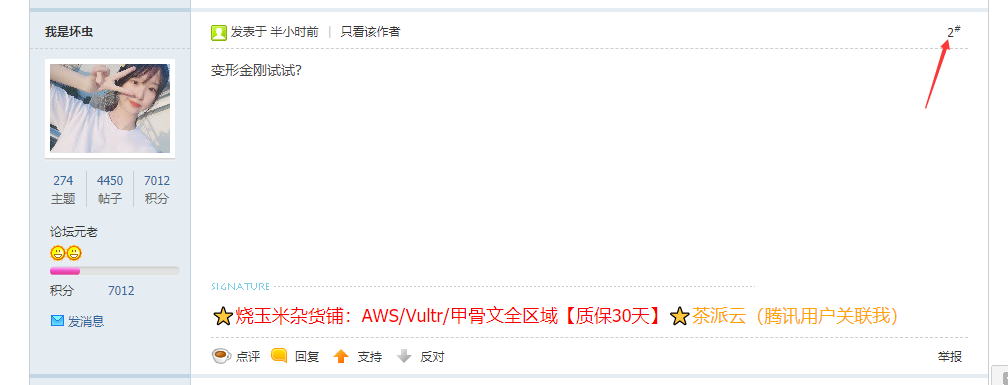 我是坏虫
发表于 半小时前 | 只看该作者
2#
变形金刚试试?
274 4450 7012
主题 帖子 积分
论坛元老
积分 7012
发消息
SIGNATURE
烧玉米杂货铺：AWS/Vultr/甲骨文全区域【质保30天】 茶派云（腾讯用户关联我）
点评 回复 支持 反对 举报